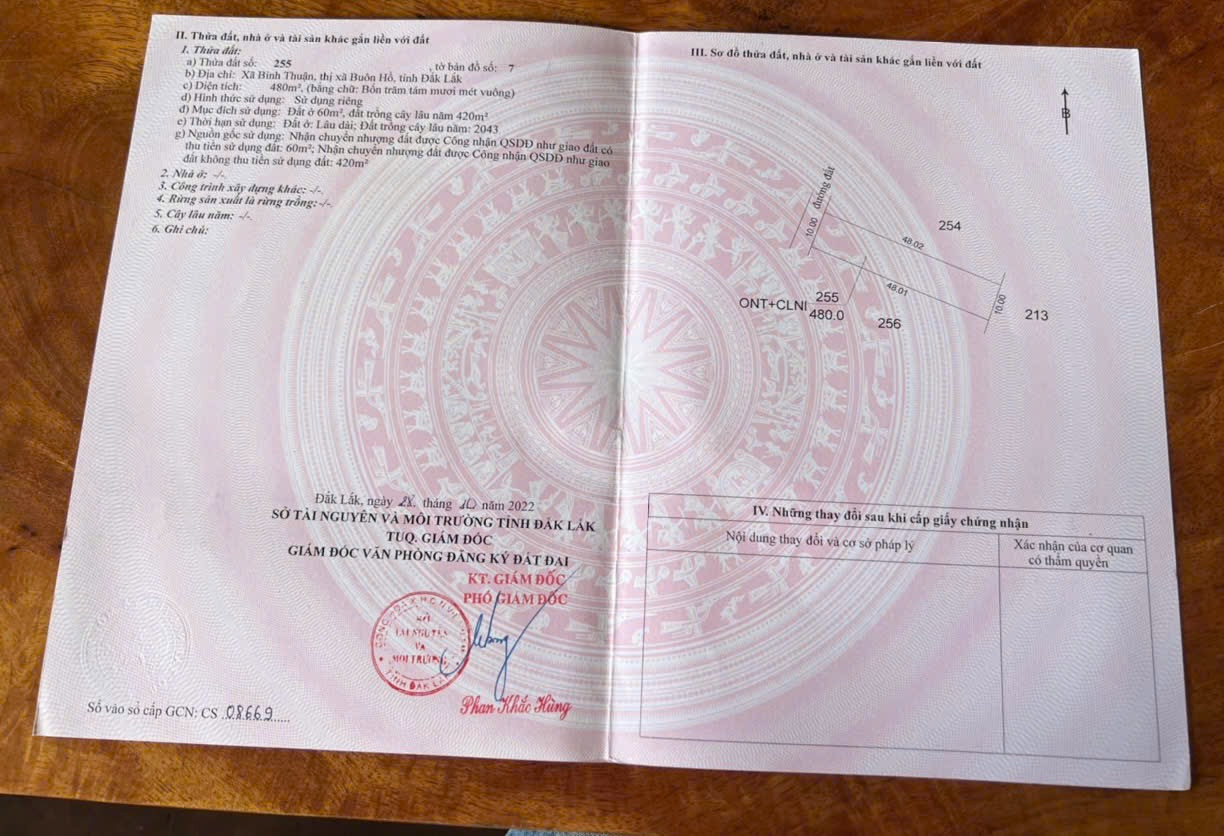 II. Thửa đất, nhà ở và tài sản khác gắn liền với đất
1. Thửa đất:
a) Thửa đất số: 255 , tờ bản đồ số: 7
b) Địa chỉ: Xã Bình Thuận, thị xã Buôn Hồ, tỉnh Đắk Lắk
c) Diện tích: 480m², (bằng chữ: Bốn trăm tám mươi mét vuông)
d) Hình thức sử dụng: Sử dụng riêng
đ) Mục đích sử dụng: Đất ở 60m², đất trồng cây lâu năm 420m²
e) Thời hạn sử dụng: Đất ở: Lâu dài; Đất trồng cây lâu năm: 2043
g) Nguồn gốc sử dụng: Nhận chuyển nhượng đất được Công nhận QSDĐ như giao đất có
thu tiền sử dụng đất: 60m²; Nhận chuyển nhượng đất được Công nhận QSDĐ như giao
đất không thu tiền sử dụng đất: 420m²
2. Nhà ở: -/-.
3. Công trình xây dựng khác: -/-.
4. Rừng sản xuất là rừng trồng: -/-.
5. Cây lâu năm: -/-.
6. Ghi chú:
Đắk Lắk, ngày 28 tháng 10 năm 2022
SỞ TÀI NGUYÊN VÀ MÔI TRƯỜNG TỈNH ĐẮK LẮK
TUQ. GIÁM ĐỐC
GIÁM ĐỐC VĂN PHÒNG ĐĂNG KÝ ĐẤT ĐAI
KT. GIÁM ĐỐC
PHÓ GIÁM ĐỐC
SỞ
TÀI NGUYÊN
VÀ
MÔI TRƯỜNG
TỈNH ĐẮK LẮK
Phan Khắc Hùng
Số vào sổ cấp GCN: CS 08669
III. Sơ đồ thửa đất, nhà ở và tài sản khác gắn liền với đất
B
đường đất
10.00
48.02
254
48.01
10.00
213
ONT+CLN
255
480.0
256
IV. Những thay đổi sau khi cấp giấy chứng nhận
Nội dung thay đổi và cơ sở pháp lý
Xác nhận của cơ quan
có thẩm quyền